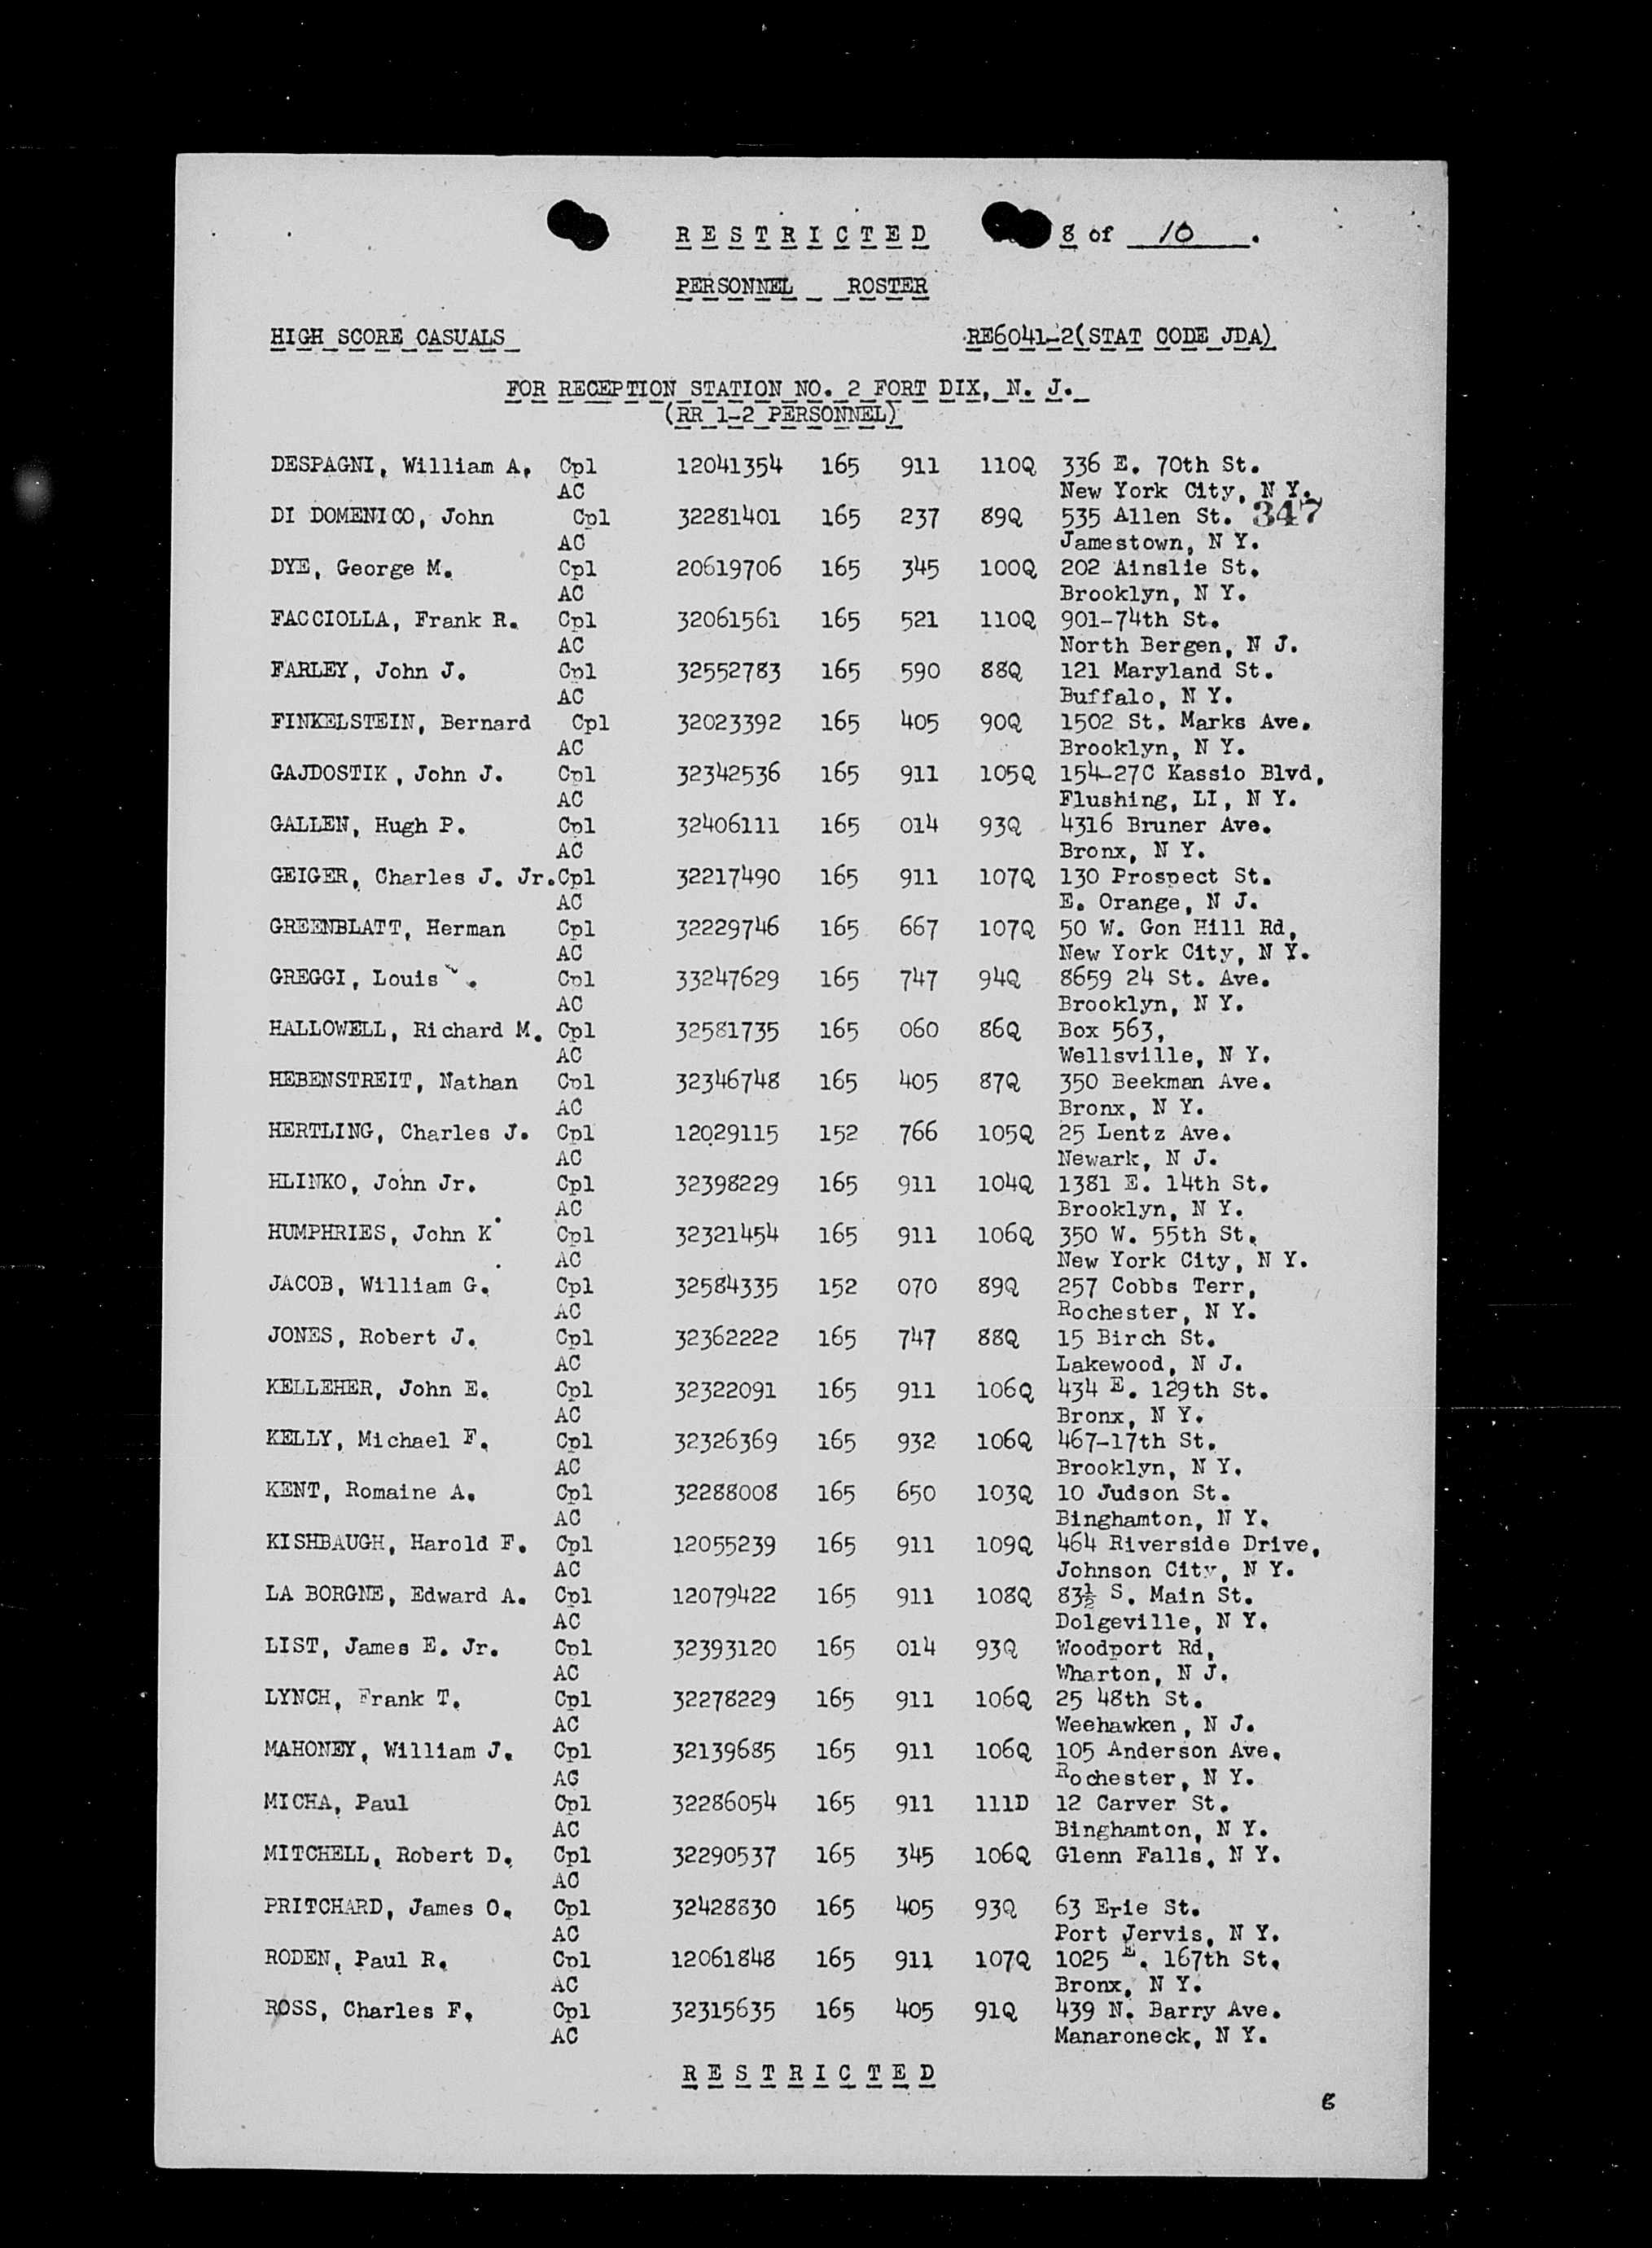 RESTRICTED 8 of 10.
PERSONNEL ROSTER
HIGH SCORE CASUALS RE6041-2(STAT CODE JDA)
FOR RECEPTION STATION NO. 2 FORT DIX, N. J.
(RR 1-2 PERSONNEL)
DESPAGNI, William A. Cpl 12041354 165 911 110Q 336 E. 70th St.
AC New York City, N Y.
347
DI DOMENICO, John Cpl 32281401 165 237 89Q 535 Allen St.
AC Jamestown, N Y.
DYE, George M. Cpl 20619706 165 345 100Q 202 Ainslie St.
AC Brooklyn, N Y.
FACCIOLLA, Frank R. Cpl 32061561 165 521 110Q 901-74th St.
AC North Bergen, N J.
FARLEY, John J. Cpl 32552783 165 590 88Q 121 Maryland St.
AC Buffalo, N Y.
FINKELSTEIN, Bernard Cpl 32023392 165 405 90Q 1502 St. Marks Ave.
AC Brooklyn, N Y.
GAJDOSTIK, John J. Cpl 32342536 165 911 105Q 154-27C Kassio Blvd,
AC Flushing, LI, N Y.
GALLEN, Hugh P. Cpl 32406111 165 014 93Q 4316 Bruner Ave.
AC Bronx, N Y.
GEIGER, Charles J. Jr.Cpl 32217490 165 911 107Q 130 Prospect St.
AC E. Orange, N J.
GREENBLATT, Herman Cpl 32229746 165 667 107Q 50 W. Gon Hill Rd,
AC New York City, N Y.
GREGGI, Louis . Cpl 33247629 165 747 94Q 8659 24 St. Ave.
AC Brooklyn, N Y.
HALLOWELL, Richard M. Cpl 32581735 165 060 86Q Box 563,
AC Wellsville, N Y.
HEBENSTREIT, Nathan Cpl 32346748 165 405 87Q 350 Beekman Ave.
AC Bronx, N Y.
HERTLING, Charles J. Cpl 12029115 152 766 105Q 25 Lentz Ave.
AC Newark, N J.
HLINKO, John Jr. Cpl 32398229 165 911 104Q 1381 E. 14th St.
AC Brooklyn, N Y.
HUMPHRIES, John K. Cpl 32321454 165 911 106Q 350 W. 55th St.
AC New York City, N Y.
JACOB, William G. Cpl 32584335 152 070 89Q 257 Cobbs Terr,
AC Rochester, N Y.
JONES, Robert J. Cpl 32362222 165 747 88Q 15 Birch St.
AC Lakewood, N J.
KELLEHER, John E. Cpl 32322091 165 911 106Q 434 E. 129th St.
AC Bronx, N Y.
KELLY, Michael F. Cpl 32326369 165 932 106Q 467-17th St.
AC Brooklyn, N Y.
KENT, Romaine A. Cpl 32288008 165 650 103Q 10 Judson St.
AC Binghamton, N Y.
KISHBAUGH, Harold F. Cpl 12055239 165 911 109Q 464 Riverside Drive,
AC Johnson City, N Y.
LA BORGNE, Edward A. Cpl 12079422 165 911 108Q 83½ S. Main St.
AC Dolgeville, N Y.
LIST, James E. Jr. Cpl 32393120 165 014 93Q Woodport Rd,
AC Wharton, N J.
LYNCH, Frank T. Cpl 32278229 165 911 106Q 25 48th St.
AC Weehawken, N J.
MAHONEY, William J. Cpl 32139685 165 911 106Q 105 Anderson Ave.
AC Rochester, N Y.
MICHA, Paul Cpl 32286054 165 911 111D 12 Carver St.
AC Binghamton, N Y.
MITCHELL, Robert D. Cpl 32290537 165 345 106Q Glenn Falls, N Y.
AC
PRITCHARD, James O. Cpl 32428830 165 405 93Q 63 Erie St.
AC Port Jervis, N Y.
RODEN, Paul R. Cpl 12061848 165 911 107Q 1025 E. 167th St.
AC Bronx, N Y.
ROSS, Charles F. Cpl 32315635 165 405 91Q 439 N. Barry Ave.
AC Manaroneck, N Y.
RESTRICTED